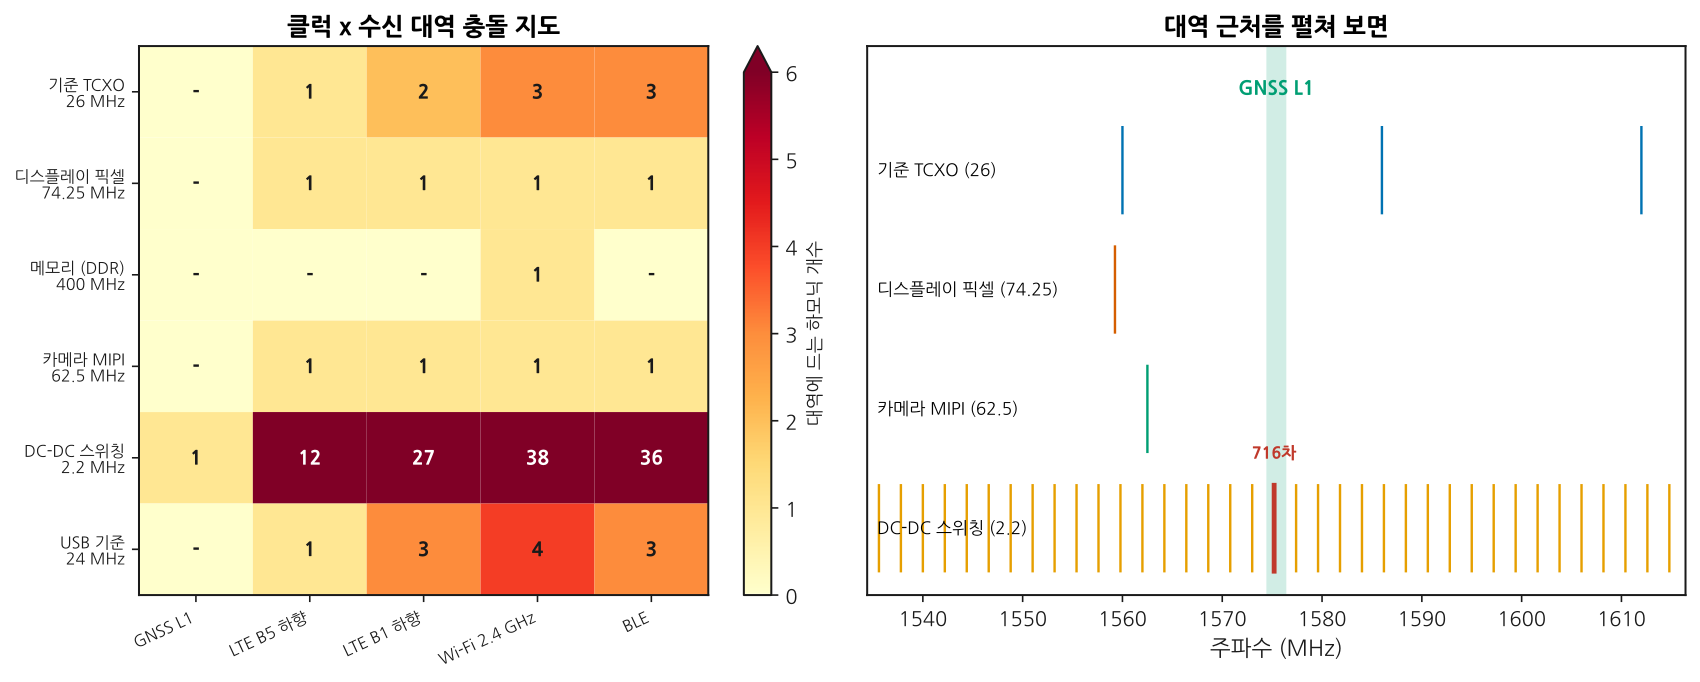 클럭 x 수신 대역 충돌 지도
기준 TCXO
26 MHz
- 1 2 3 3
디스플레이 픽셀
74.25 MHz
- 1 1 1 1
메모리 (DDR)
400 MHz
- - - 1 -
카메라 MIPI
62.5 MHz
- 1 1 1 1
DC-DC 스위칭
2.2 MHz
1 12 27 38 36
USB 기준
24 MHz
- 1 3 4 3
GNSS L1
LTE B5 하향
LTE B1 하향
Wi-Fi 2.4 GHz
BLE
6
5
4
3
2
1
0
대역에 드는 하모닉 개수
대역 근처를 펼쳐 보면
GNSS L1
기준 TCXO (26)
디스플레이 픽셀 (74.25)
카메라 MIPI (62.5)
716차
DC-DC 스위칭 (2.2)
1540 1550 1560 1570 1580 1590 1600 1610
주파수 (MHz)